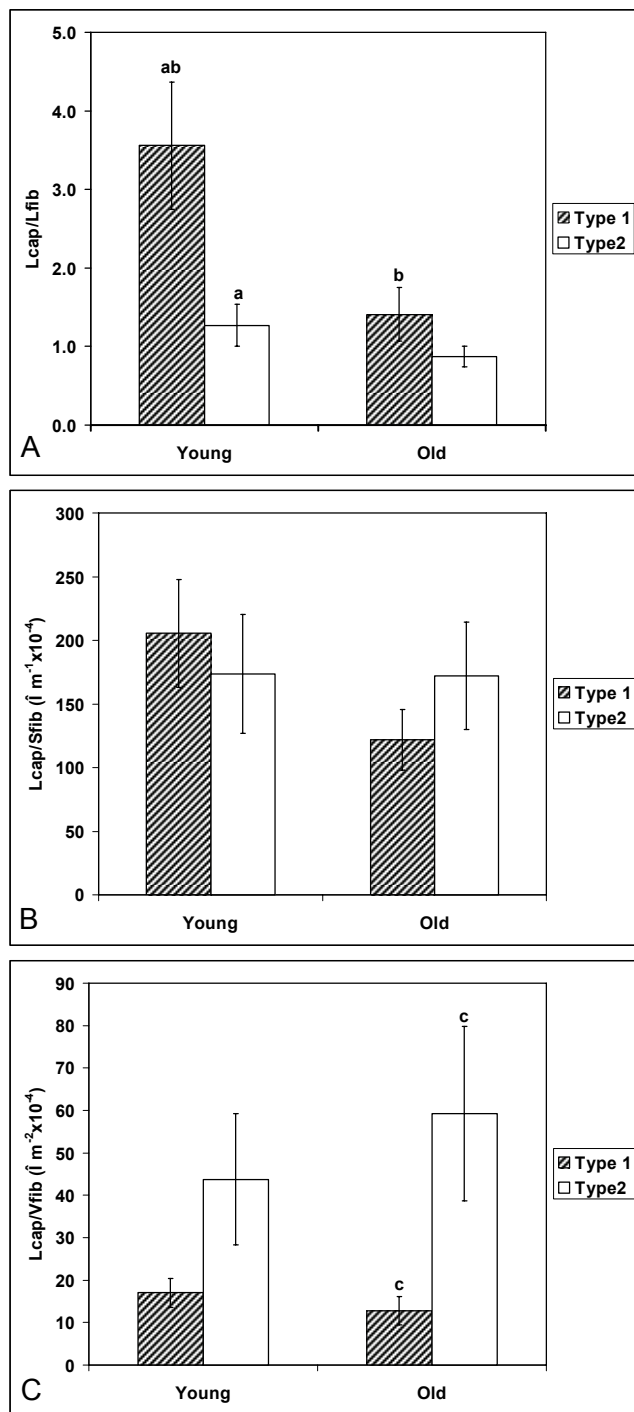 5.0
ab
4.0
3.0
Lcap/Lfib
Type 1
Type2
2.0
a
b
1.0
0.0
A
Young
Old
300
250
200
Lcap/Sfib (Î m⁻¹x10⁻⁴)
150
Type 1
Type2
100
50
0
B
Young
Old
90
80
c
70
60
Lcap/Vfib (Î m⁻²x10⁻⁴)
50
Type 1
Type2
40
30
20
c
10
0
C
Young
Old